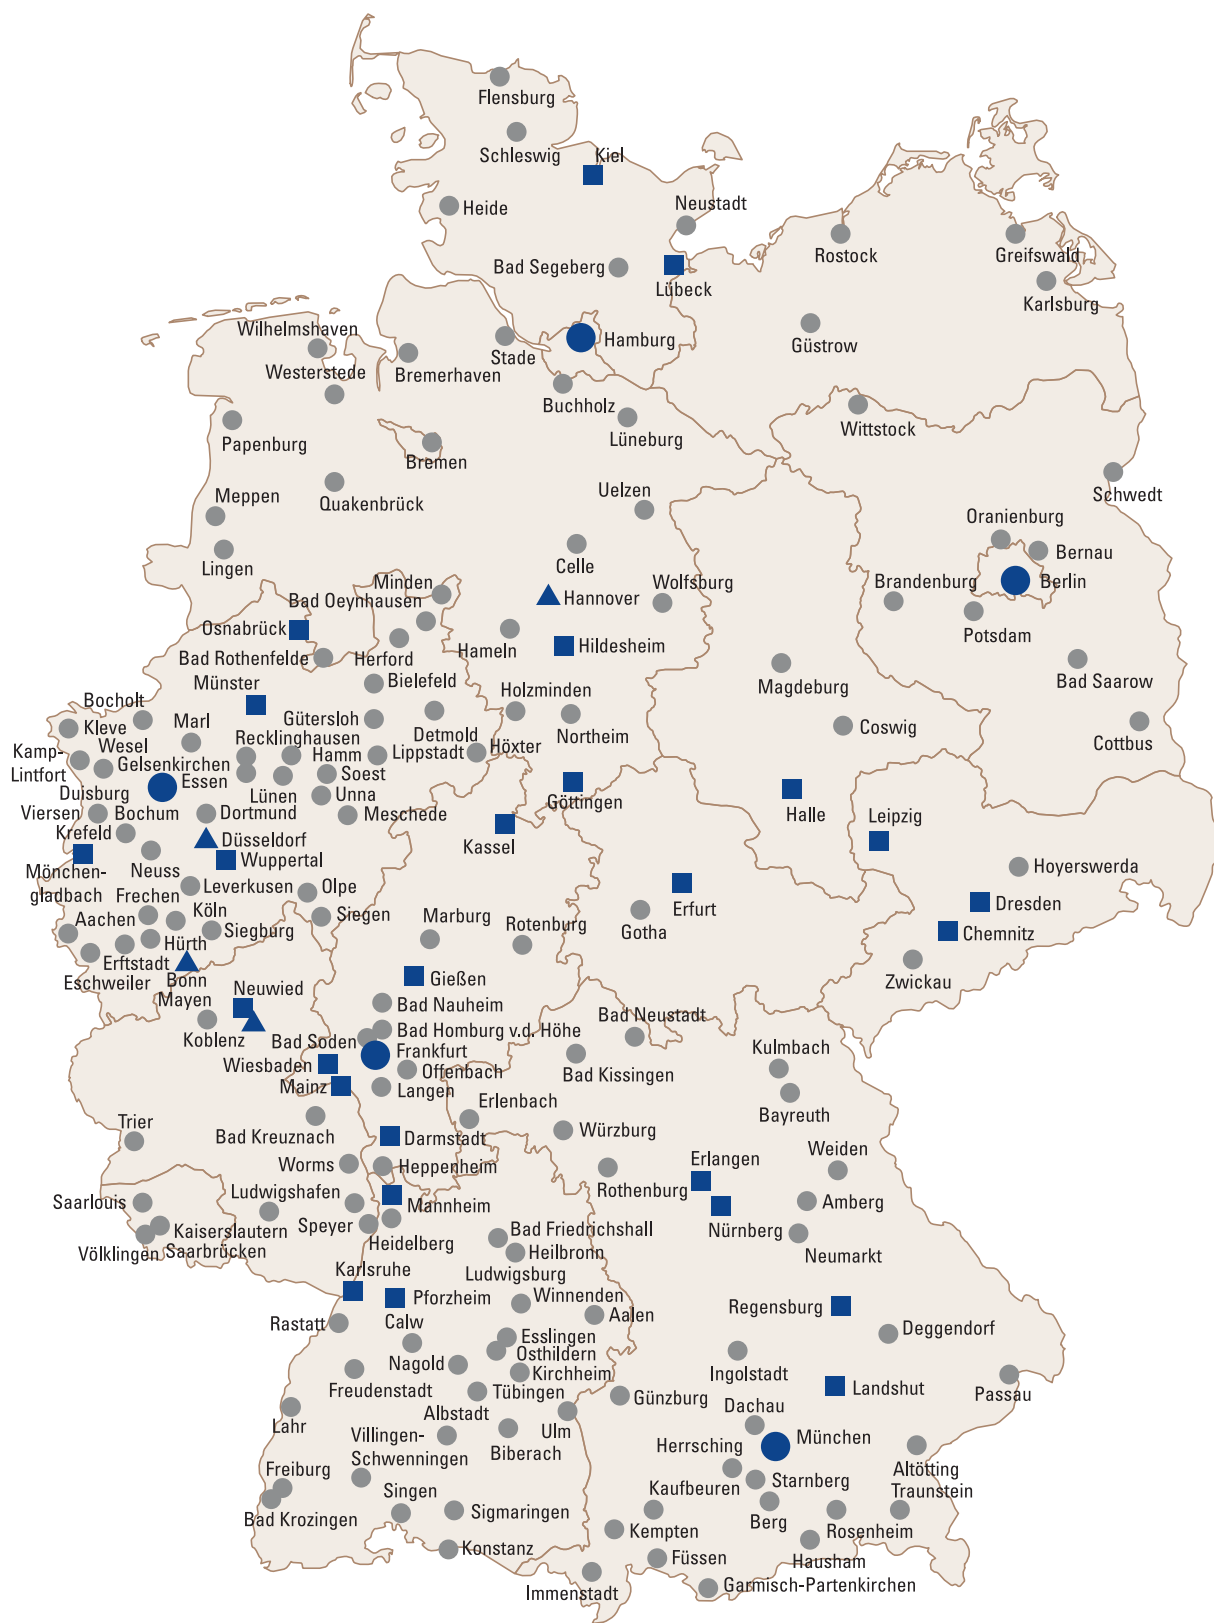 Flensburg
Schleswig
Kiel
Heide
Neustadt
Rostock
Greifswald
Bad Segeberg
Lübeck
Karlsburg
Wilhelmshaven
Stade
Hamburg
Güstrow
Westerstede
Bremerhaven
Buchholz
Lüneburg
Wittstock
Papenburg
Bremen
Schwedt
Meppen
Quakenbrück
Uelzen
Oranienburg
Lingen
Celle
Bernau
Minden
Wolfsburg
Brandenburg
Berlin
Bad Oeynhausen
Hannover
Potsdam
Osnabrück
Hameln
Hildesheim
Herford
Bad Rothenfelde
Magdeburg
Bad Saarow
Münster
Bielefeld
Holzminden
Bocholt
Marl
Gütersloh
Detmold
Northeim
Coswig
Cottbus
Kleve
Recklinghausen
Wesel
Hamm
Lippstadt
Höxter
Kamp-
Lintfort
Gelsenkirchen
Essen
Soest
Duisburg
Lünen
Unna
Göttingen
Viersen
Bochum
Dortmund
Meschede
Halle
Leipzig
Krefeld
Düsseldorf
Kassel
Neuss
Wuppertal
Mönchen-
gladbach
Leverkusen
Olpe
Hoyerswerda
Frechen
Erfurt
Dresden
Aachen
Köln
Siegen
Marburg
Rotenburg
Gotha
Chemnitz
Hürth
Siegburg
Erftstadt
Zwickau
Eschweiler
Bonn
Gießen
Mayen
Neuwied
Bad Nauheim
Bad Neustadt
Koblenz
Bad Soden
Bad Homburg v.d. Höhe
Kulmbach
Wiesbaden
Frankfurt
Offenbach
Bad Kissingen
Mainz
Langen
Erlenbach
Bayreuth
Trier
Bad Kreuznach
Darmstadt
Würzburg
Weiden
Worms
Heppenheim
Erlangen
Rothenburg
Ludwigshafen
Saarlouis
Mannheim
Amberg
Kaiserslautern
Speyer
Bad Friedrichshall
Nürnberg
Völklingen
Saarbrücken
Heidelberg
Heilbronn
Neumarkt
Karlsruhe
Ludwigsburg
Pforzheim
Winnenden
Regensburg
Rastatt
Calw
Aalen
Esslingen
Deggendorf
Nagold
Osthildern
Ingolstadt
Freudenstadt
Kirchheim
Landshut
Passau
Tübingen
Günzburg
Albstadt
Dachau
Lahr
Ulm
Villingen-
Schwenningen
Biberach
Herrsching
München
Altötting
Freiburg
Kaufbeuren
Starnberg
Traunstein
Bad Krozingen
Singen
Sigmaringen
Berg
Kempten
Rosenheim
Konstanz
Füssen
Hausham
Immenstadt
Garmisch-Partenkirchen